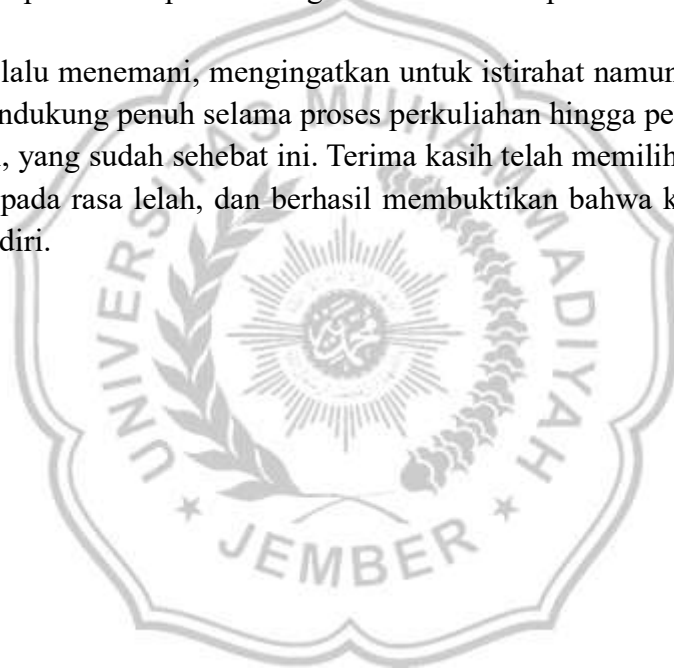 lalu menemani, mengingatkan untuk istirahat namun
ndukung penuh selama proses perkuliahan hingga pe
, yang sudah sehebat ini. Terima kasih telah memilih
pada rasa lelah, dan berhasil membuktikan bahwa k
diri.
UNIVERSITAS MUHAMMADIYAH
JEMBER